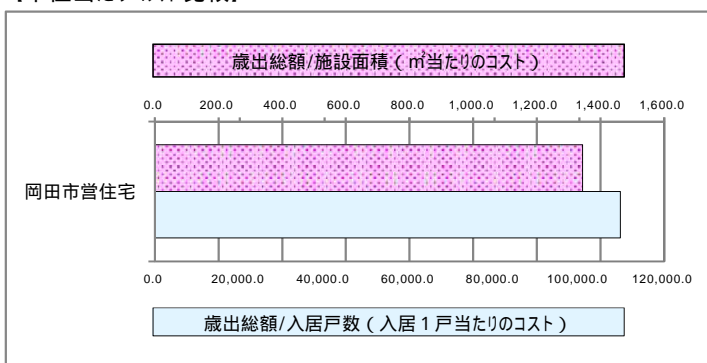 歳出総額/施設面積（㎡当たりのコスト）
0.0 200.0 400.0 600.0 800.0 1,000.0 1,200.0 1,400.0 1,600.0
岡田市営住宅
0.0 20,000.0 40,000.0 60,000.0 80,000.0 100,000.0 120,000.0
歳出総額/入居戸数（入居１戸当たりのコスト）